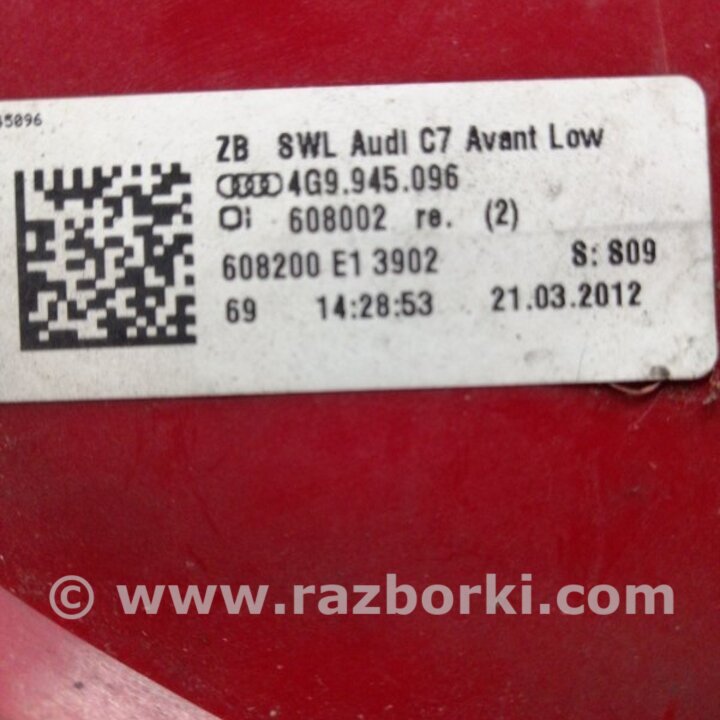 ZB SWL Audi C7 Avant Low
4G9.945.096
608002 re. (2)
608200 E1 3902 S: S09
69 14:28:53 21.03.2012
© www.razborki.com